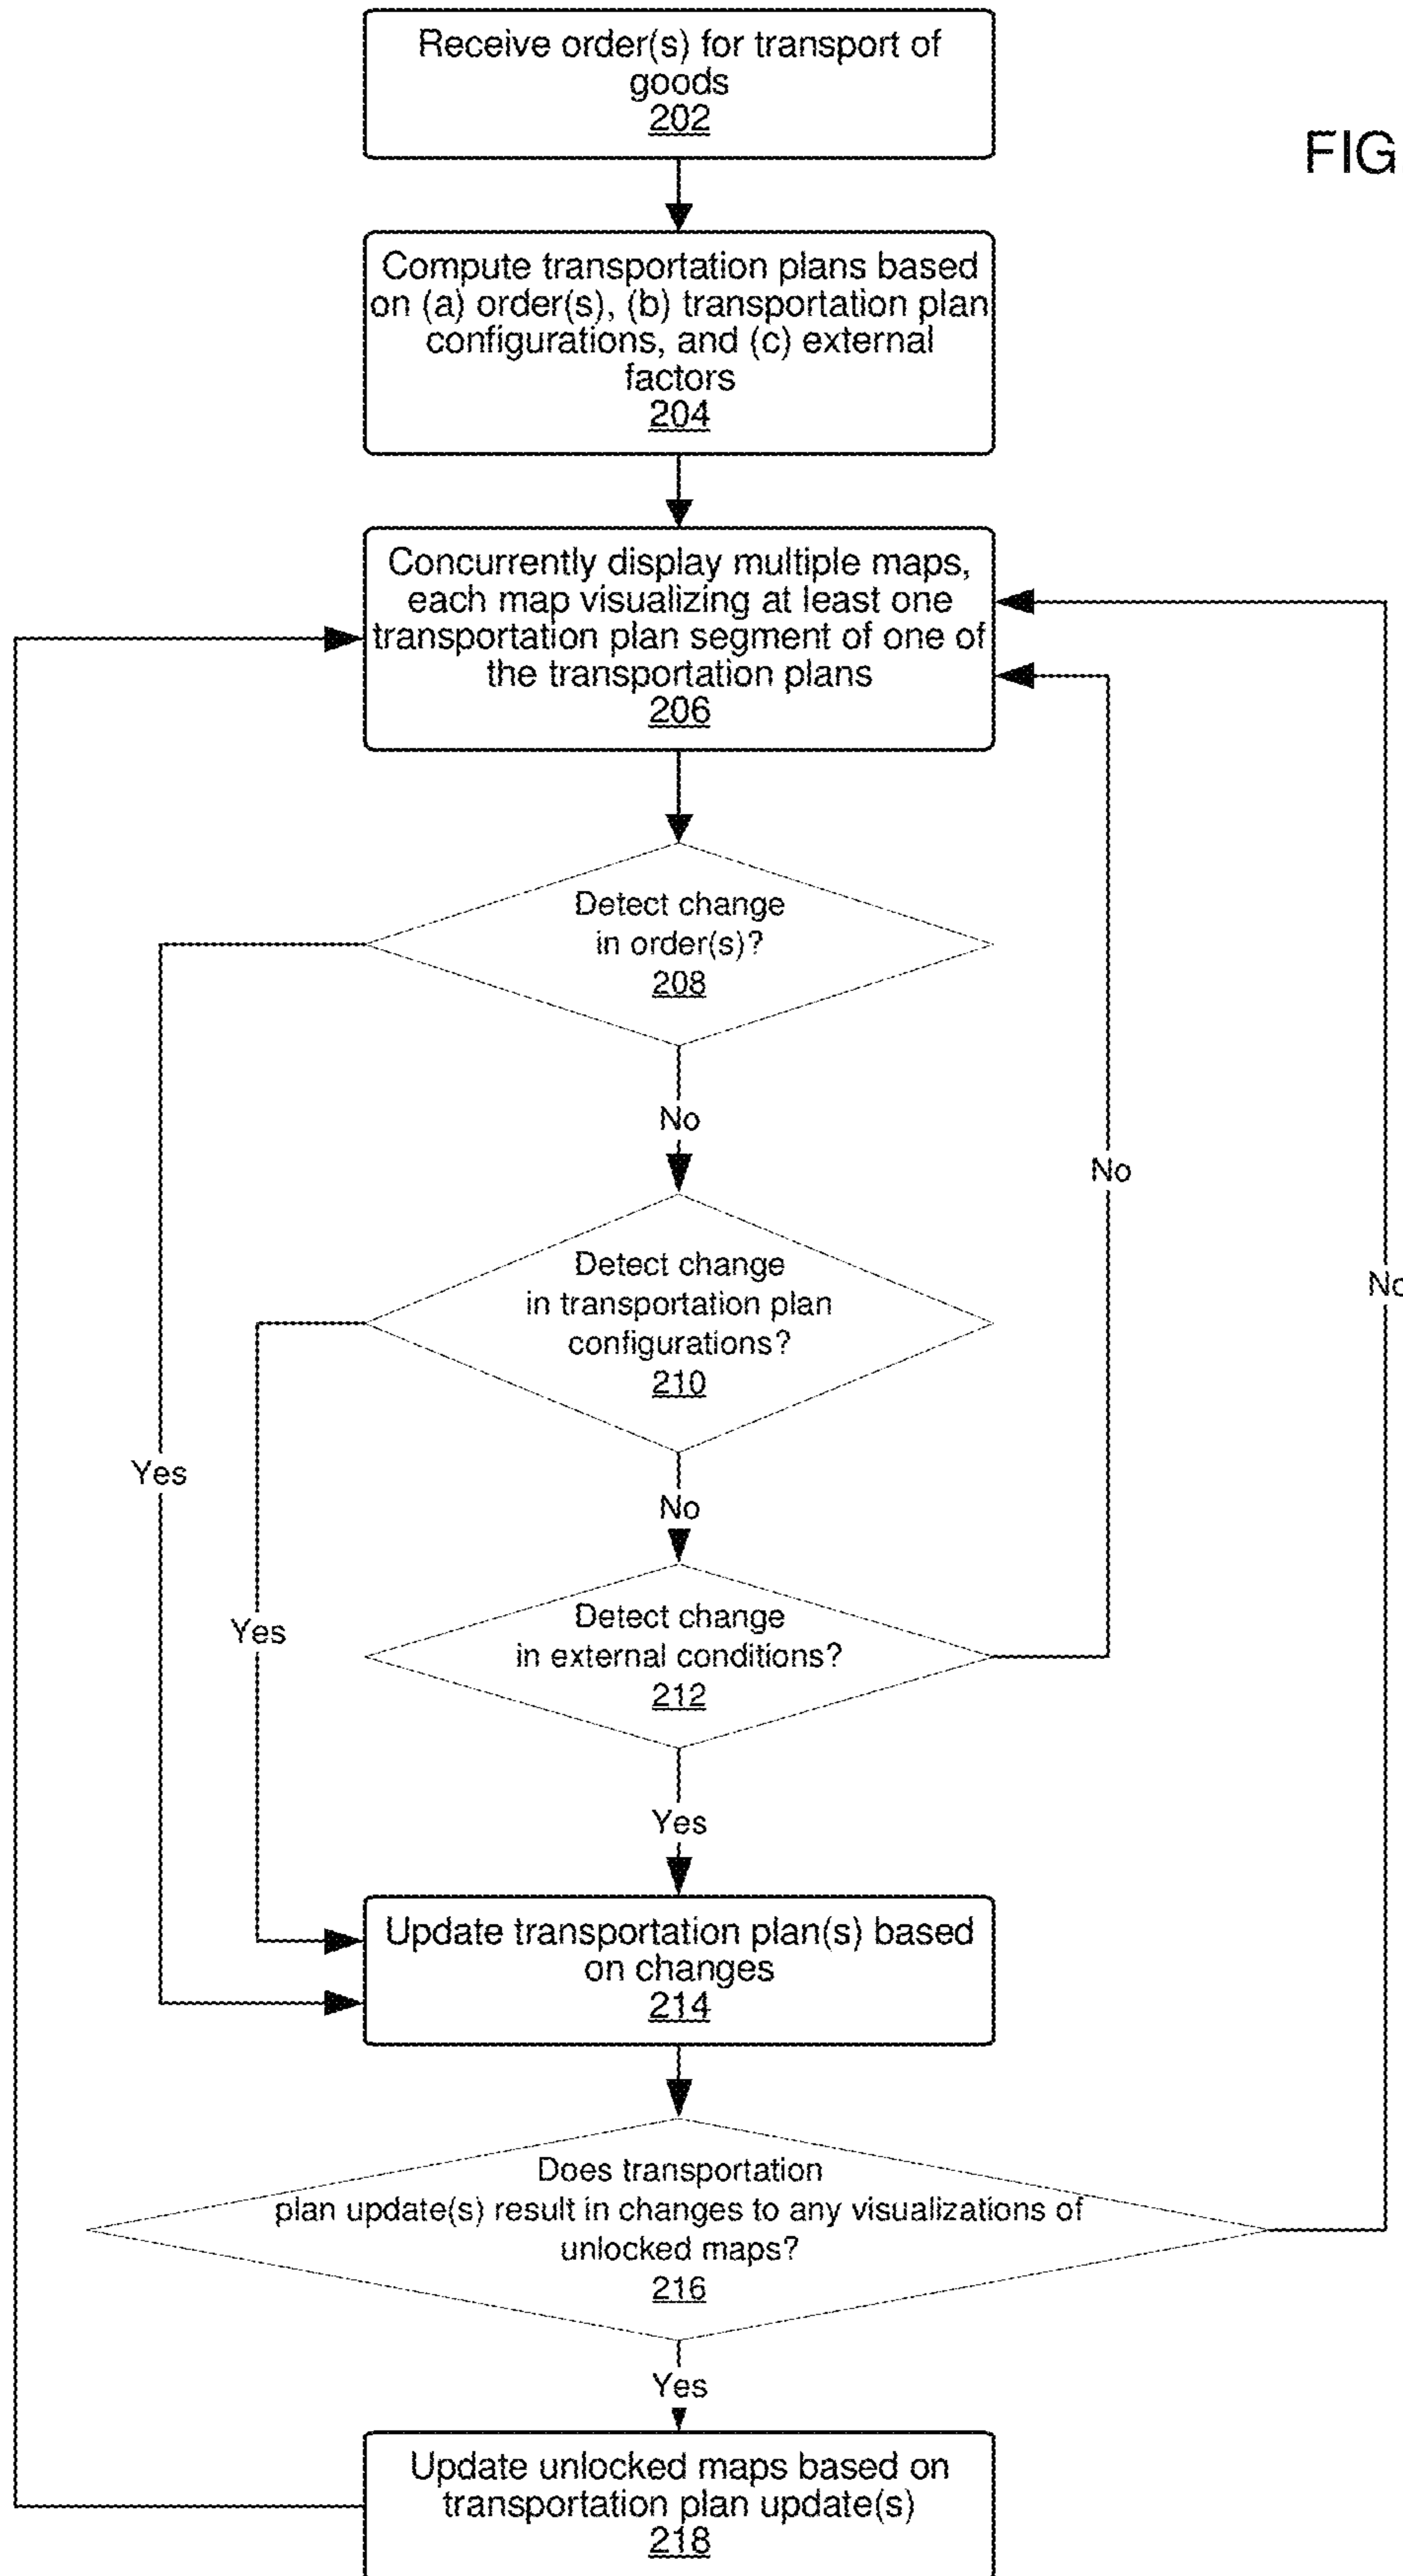 Receive order(s) for transport of
goods
202
FIG.
Compute transportation plans based
on (a) order(s), (b) transportation plan
configurations, and (c) external
factors
204
Concurrently display multiple maps,
each map visualizing at least one
transportation plan segment of one of
the transportation plans
206
Detect change
in order(s)?
208
No
No
Detect change
in transportation plan
configurations?
210
No
Yes
No
Yes
Detect change
in external conditions?
212
Yes
Update transportation plan(s) based
on changes
214
Does transportation
plan update(s) result in changes to any visualizations of
unlocked maps?
216
Yes
Update unlocked maps based on
transportation plan update(s)
218